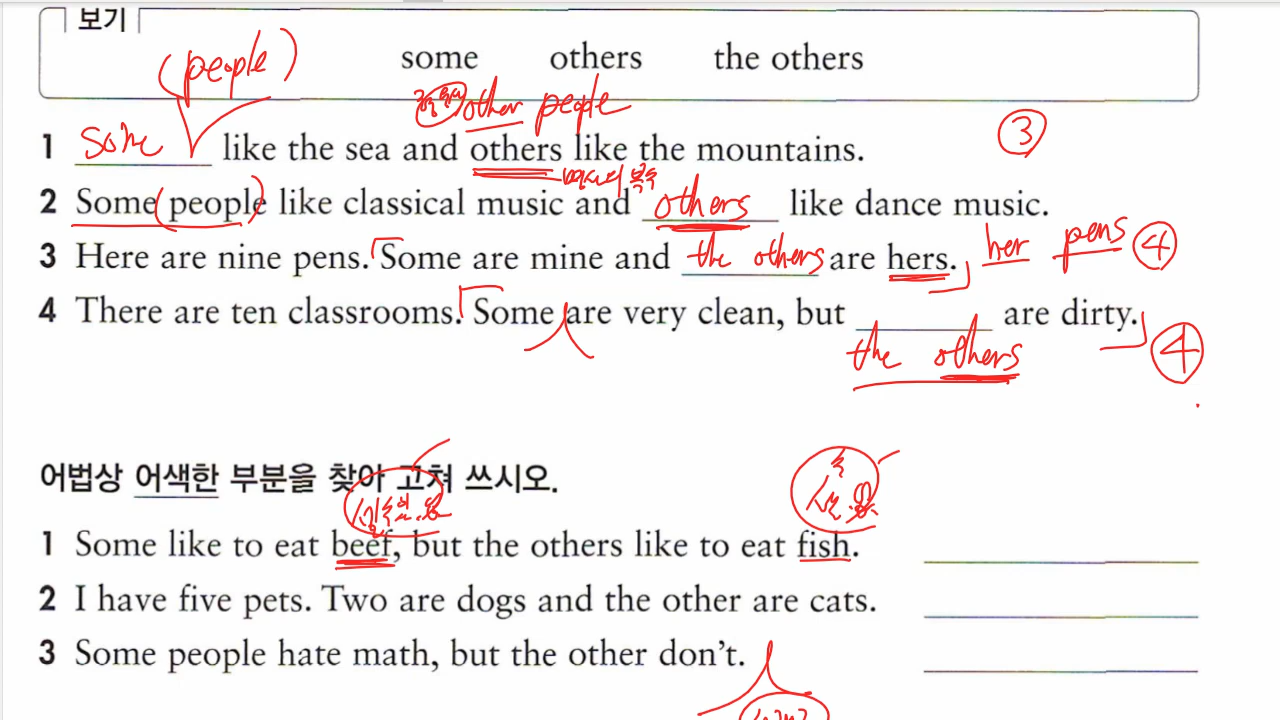 보기
(people)
some others the others
other people
③
1 some like the sea and others like the mountains.
명사의 복수
2 Some (people) like classical music and others like dance music.
3 Here are nine pens. Some are mine and the others are hers. her pens ④
4 There are ten classrooms. Some are very clean, but are dirty.
the others ④
어법상 어색한 부분을 찾아 고쳐 쓰시오.
1 Some like to eat beef, but the others like to eat fish.
2 I have five pets. Two are dogs and the other are cats.
3 Some people hate math, but the other don't.